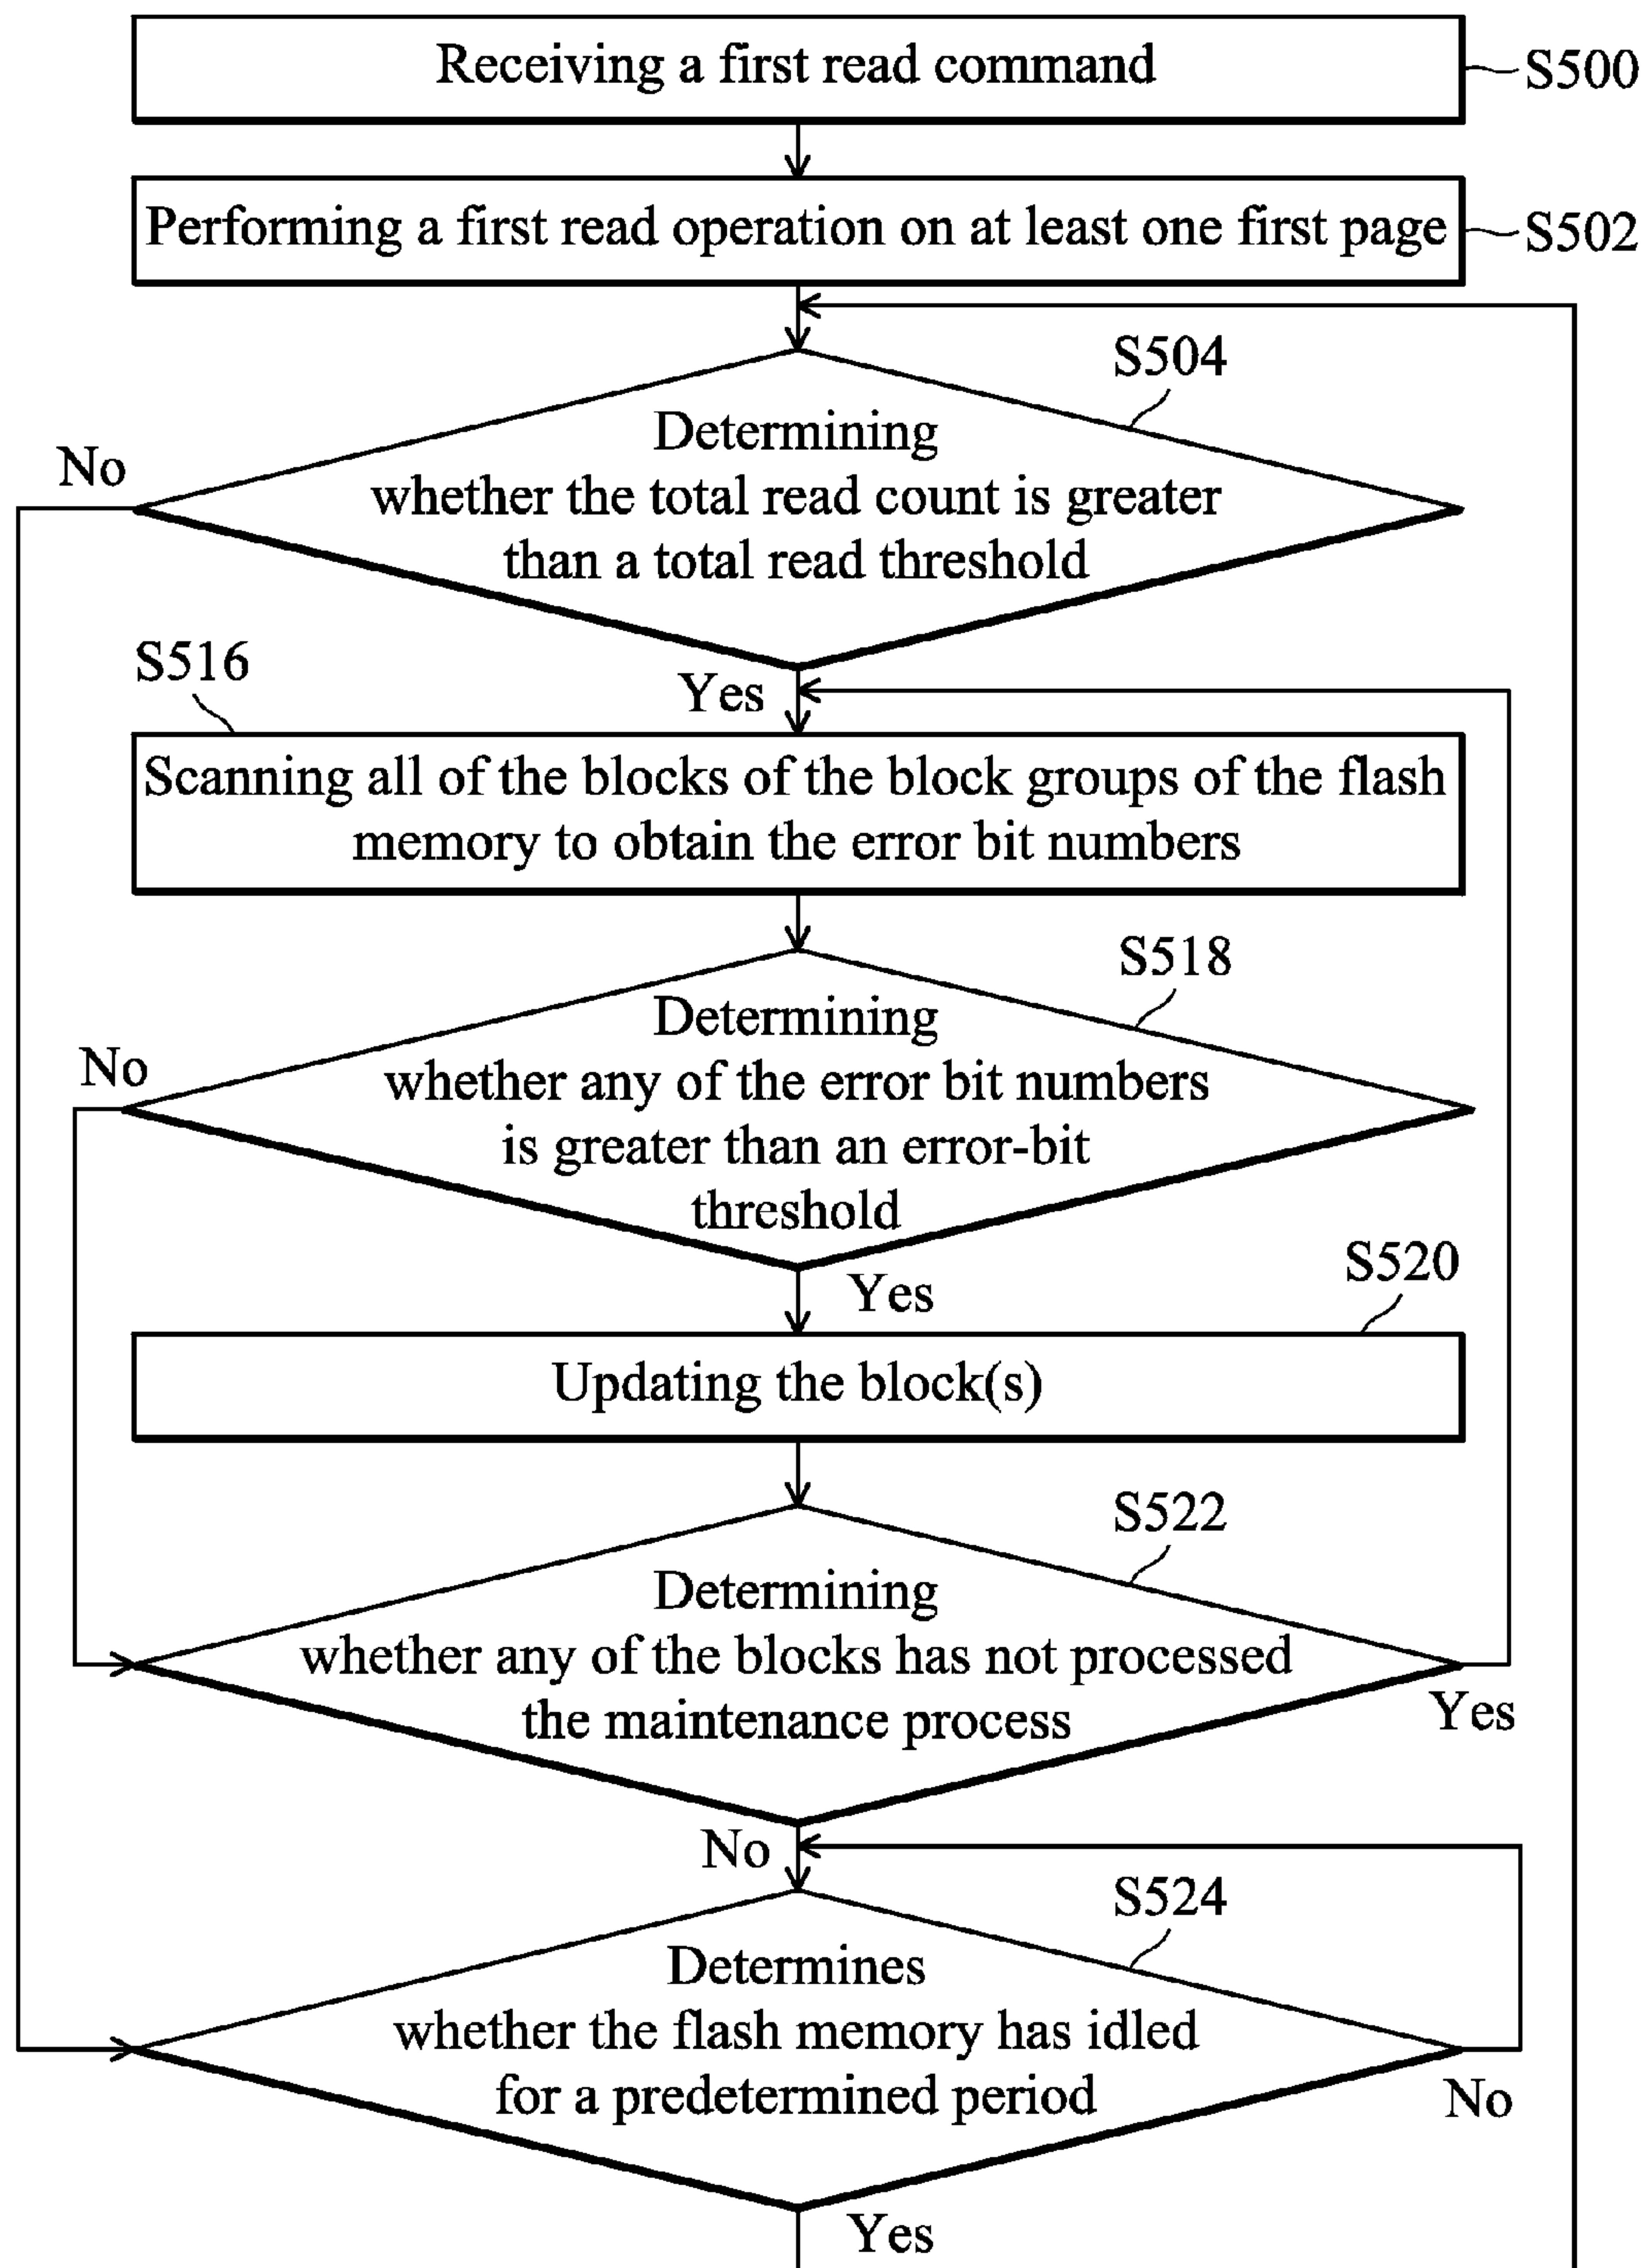 Receiving a first read command
S500
Performing a first read operation on at least one first page
S502
S504
Determining
whether the total read count is greater
than a total read threshold
No
Yes
S516
Scanning all of the blocks of the block groups of the flash
memory to obtain the error bit numbers
S518
Determining
whether any of the error bit numbers
is greater than an error-bit
threshold
No
Yes
S520
Updating the block(s)
S522
Determining
whether any of the blocks has not processed
the maintenance process
Yes
No
S524
Determines
whether the flash memory has idled
for a predetermined period
No
Yes